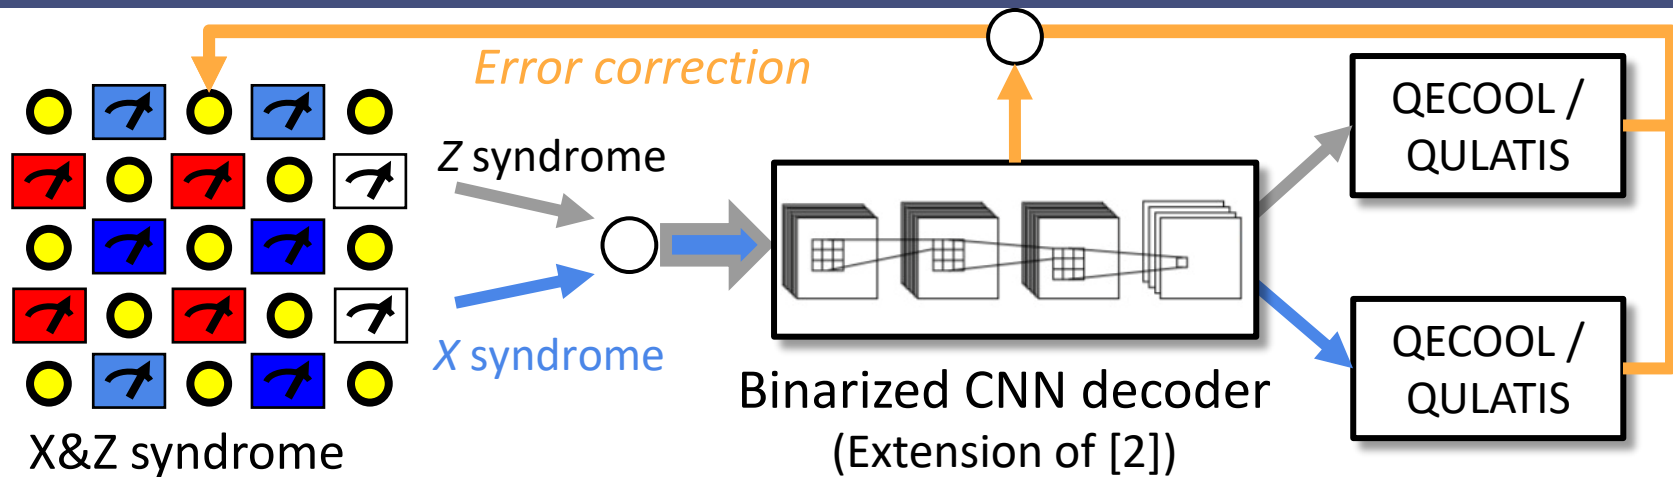 Error correction
Z syndrome
X syndrome
X&Z syndrome
Binarized CNN decoder
(Extension of [2])
QECOOL /
QULATIS
QECOOL /
QULATIS